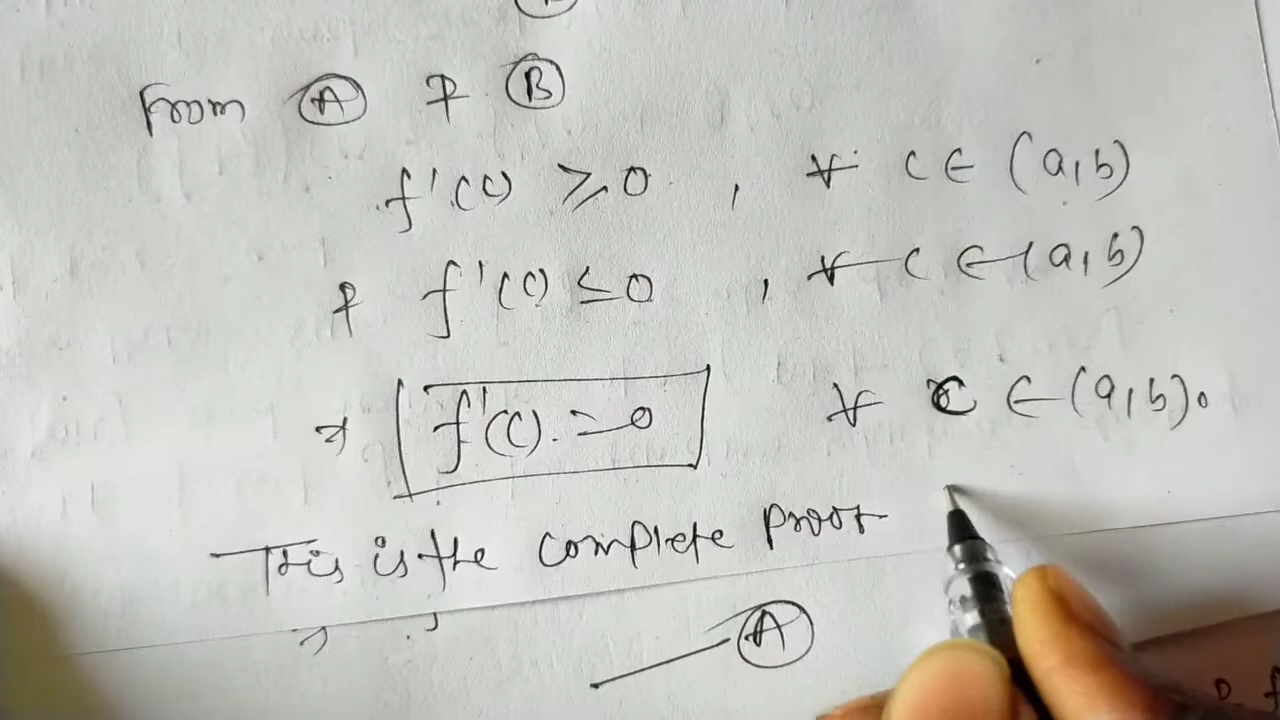 From Ⓐ & Ⓑ
f'(c) ≥ 0 , ∀ c ∈ (a,b)
& f'(c) ≤ 0 , ∀ c ∈ (a,b)
⇒ f'(c) = 0 ∀ c ∈ (a,b).
This is the complete proof
Ⓐ